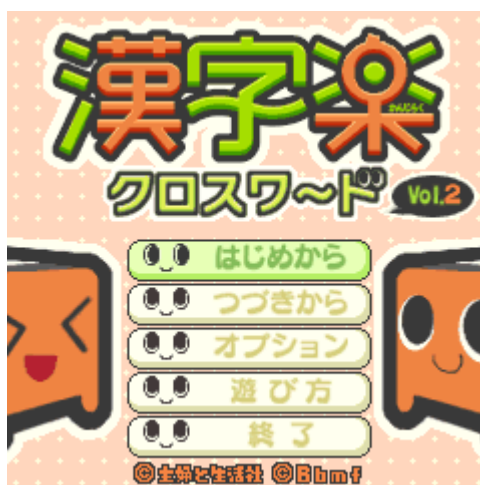 漢字楽
かんじらく
クロスワ〜ド Vol.2
はじめから
つづきから
オプション
遊び方
終了
©主婦と生活社 ©Bbmf